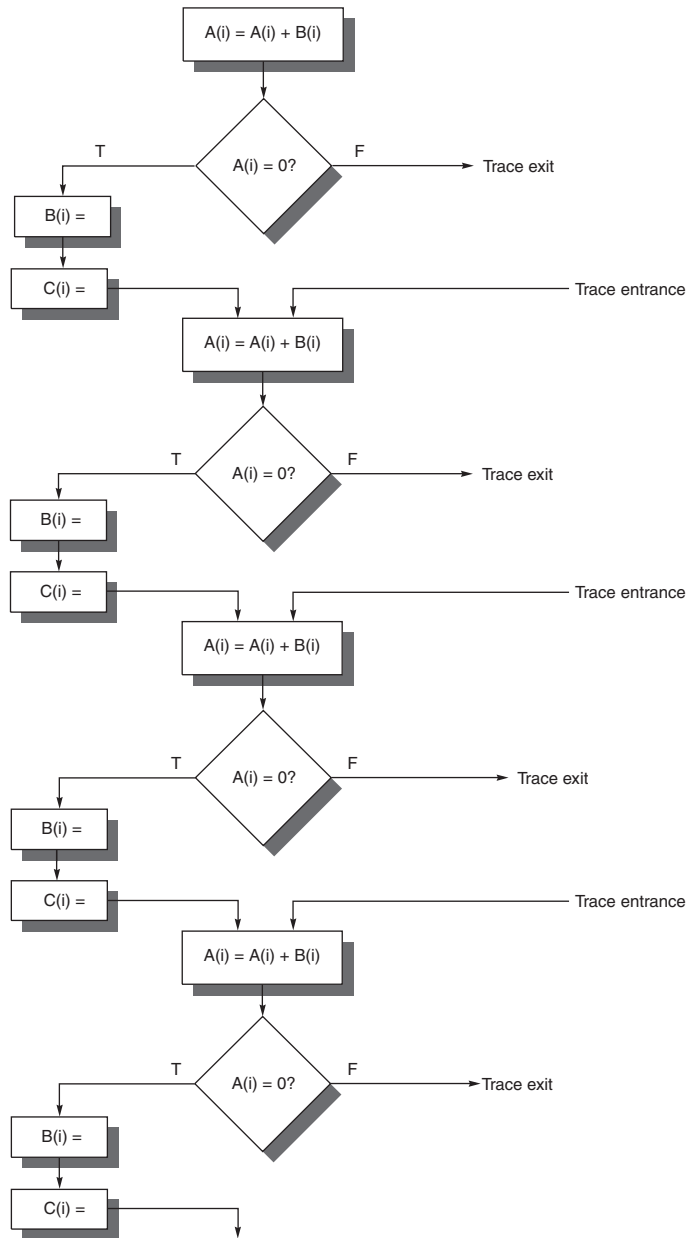 A(i) = A(i) + B(i)
T
A(i) = 0?
F
Trace exit
B(i) =
C(i) =
Trace entrance
A(i) = A(i) + B(i)
T
A(i) = 0?
F
Trace exit
B(i) =
C(i) =
Trace entrance
A(i) = A(i) + B(i)
T
A(i) = 0?
F
Trace exit
B(i) =
C(i) =
Trace entrance
A(i) = A(i) + B(i)
T
A(i) = 0?
F
Trace exit
B(i) =
C(i) =